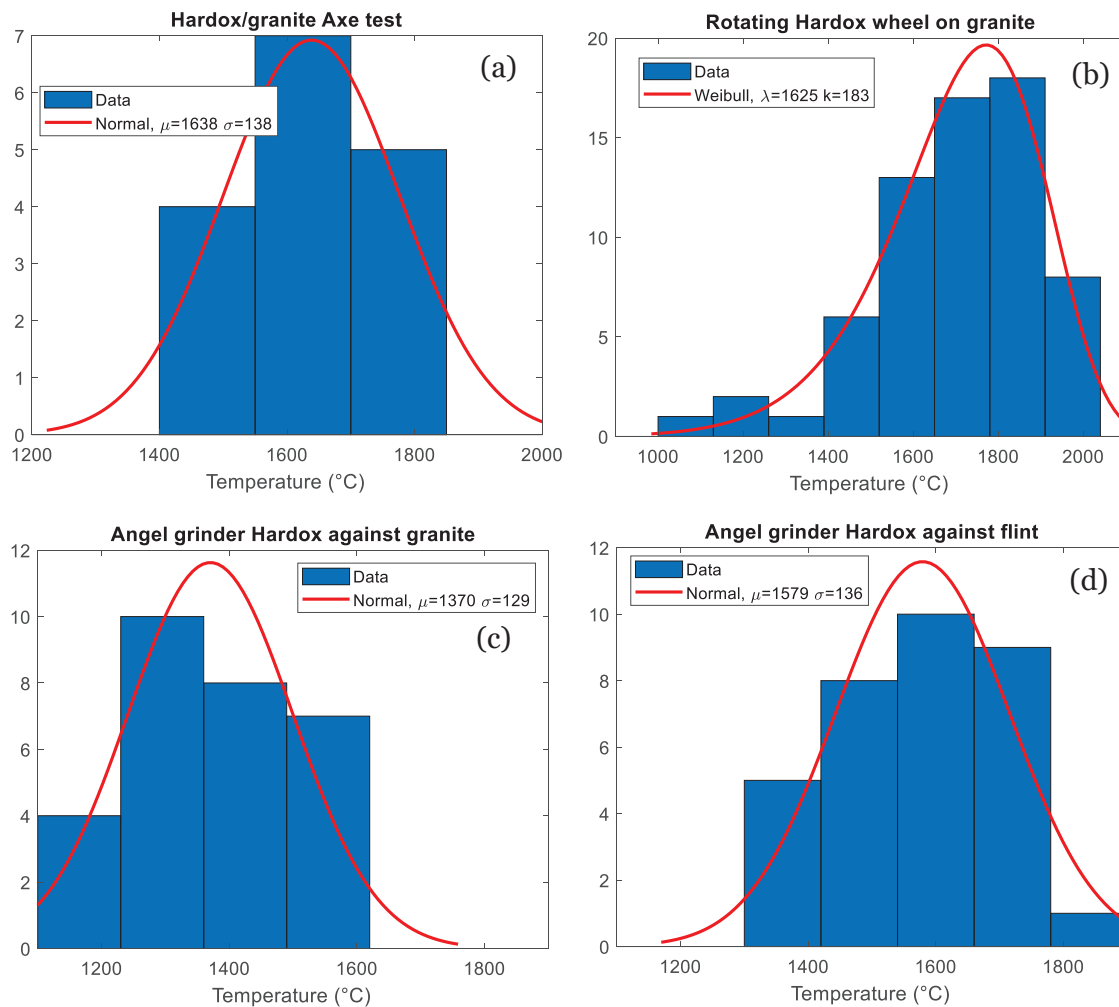 Hardox/granite Axe test
(a)
Data
Normal, μ=1638 σ=138
7
6
5
4
3
2
1
0
1200 1400 1600 1800 2000
Temperature (°C)
Rotating Hardox wheel on granite
(b)
Data
Weibull, λ=1625 k=183
20
15
10
5
0
1000 1200 1400 1600 1800 2000
Temperature (°C)
Angel grinder Hardox against granite
(c)
Data
Normal, μ=1370 σ=129
12
10
8
6
4
2
0
1200 1400 1600 1800
Temperature (°C)
Angel grinder Hardox against flint
(d)
Data
Normal, μ=1579 σ=136
12
10
8
6
4
2
0
1200 1400 1600 1800
Temperature (°C)